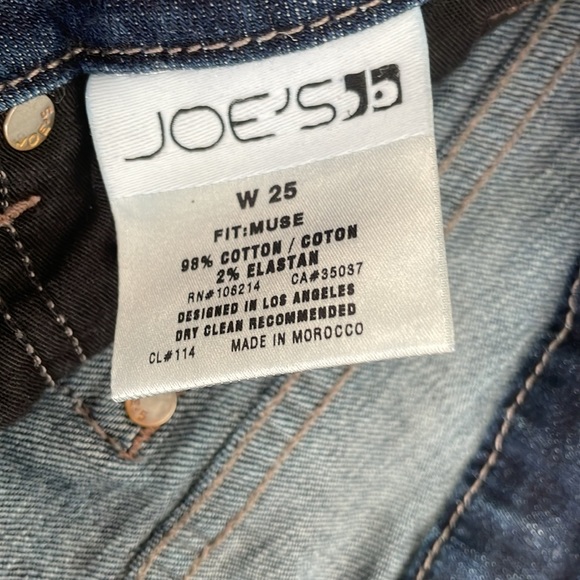 JOE'S
W 25
FIT:MUSE
98% COTTON / COTON
2% ELASTAN
RN#106214 CA#35087
DESIGNED IN LOS ANGELES
DRY CLEAN RECOMMENDED
CL#114 MADE IN MOROCCO